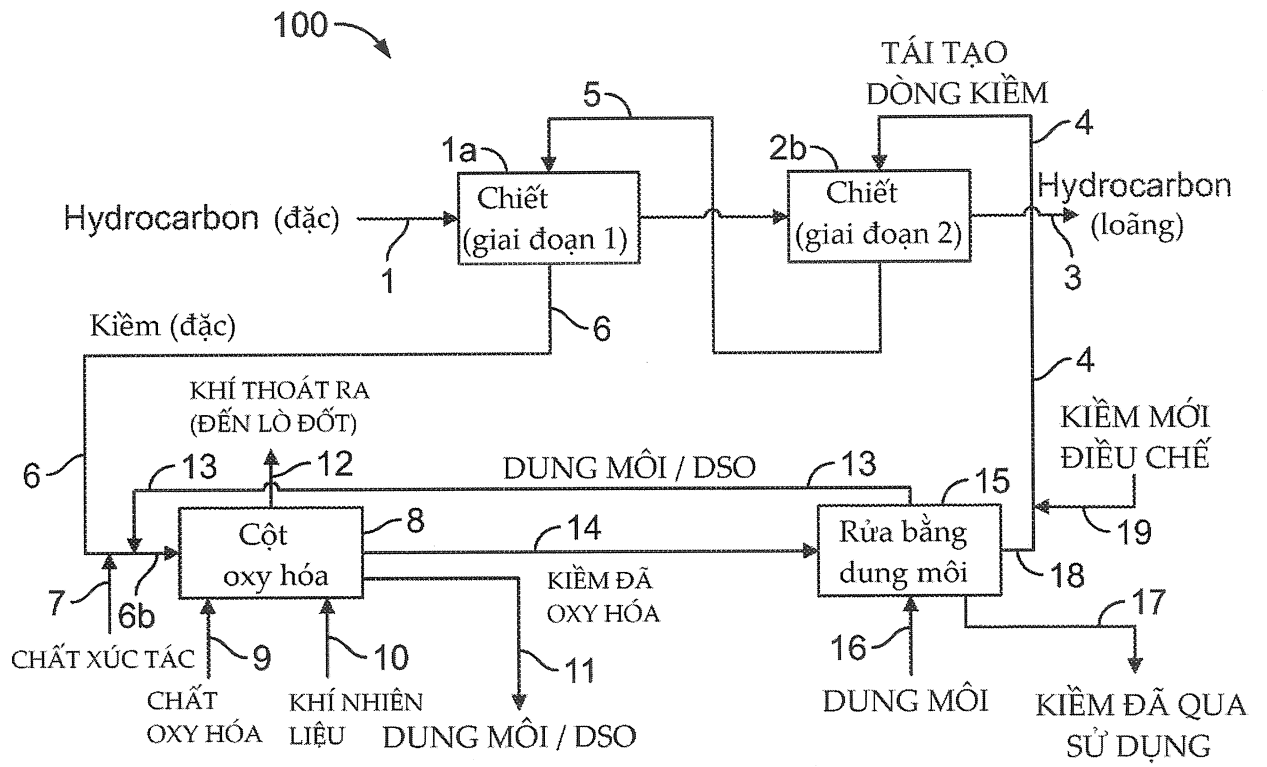 100
TÁI TẠO
DÒNG KIỀM
5
4
1a
2b
Hydrocarbon (đặc)
Chiết
(giai đoạn 1)
Chiết
(giai đoạn 2)
Hydrocarbon
(loãng)
1
3
6
Kiềm (đặc)
4
KHÍ THOÁT RA
(ĐẾN LÒ ĐỐT)
KIỀM MỚI
ĐIỀU CHẾ
6
13
12
DUNG MÔI / DSO
13
15
Cột
oxy hóa
8
14
Rửa bằng
dung môi
19
18
7
6b
KIỀM ĐÃ
OXY HÓA
17
CHẤT XÚC TÁC
9
10
11
16
CHẤT
OXY HÓA
KHÍ NHIÊN
LIỆU
DUNG MÔI / DSO
DUNG MÔI
KIỀM ĐÃ QUA
SỬ DỤNG